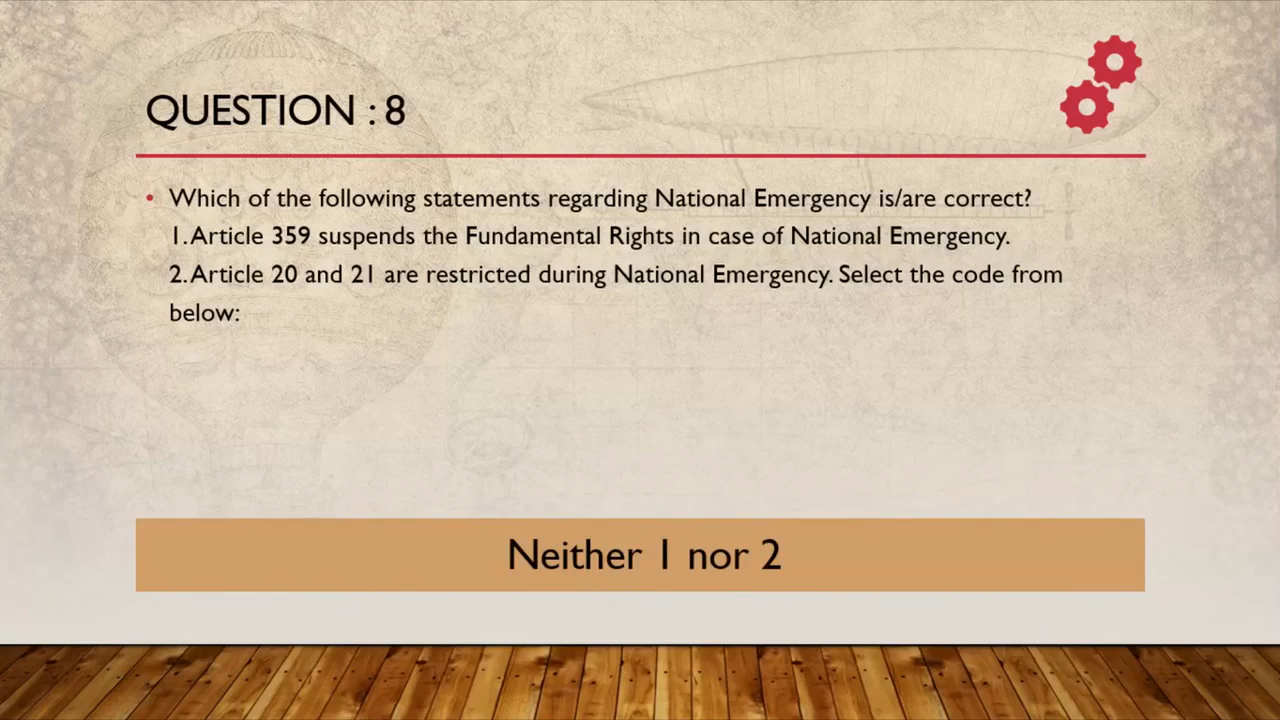 QUESTION : 8
• Which of the following statements regarding National Emergency is/are correct?
1. Article 359 suspends the Fundamental Rights in case of National Emergency.
2. Article 20 and 21 are restricted during National Emergency. Select the code from
below:
Neither 1 nor 2